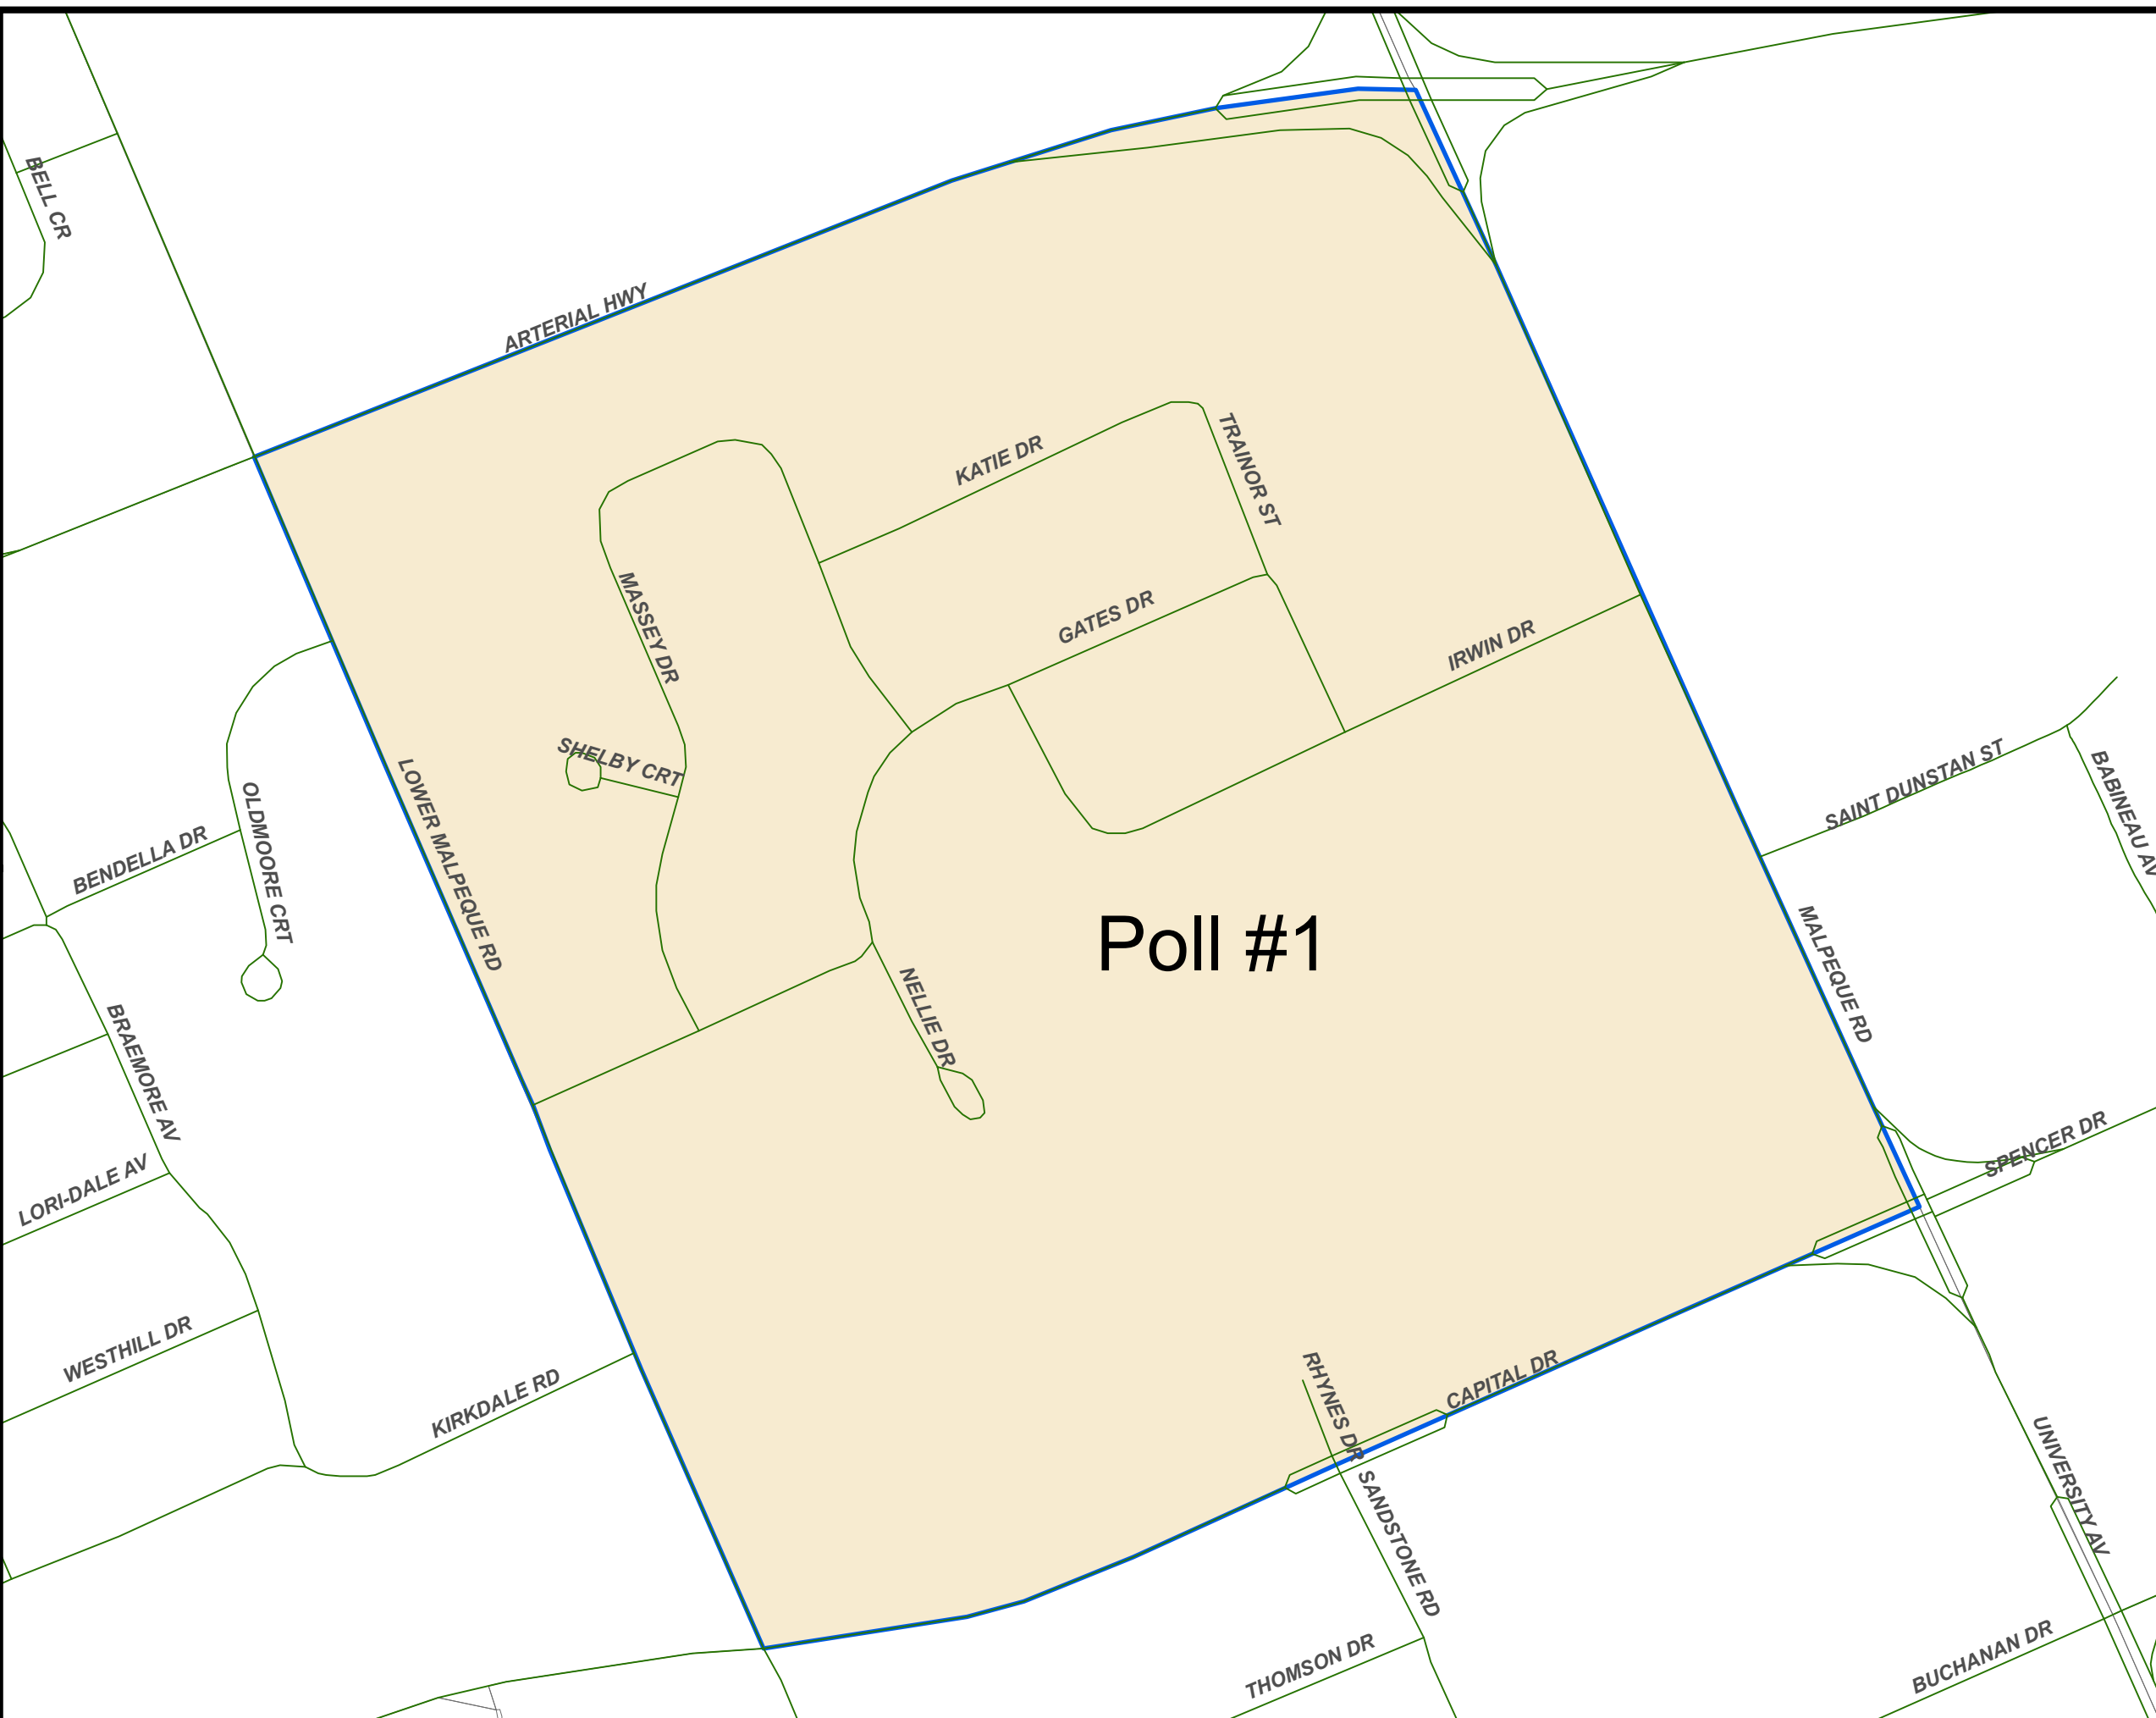 BELL CR
ARTERIAL HWY
KATIE DR
TRAINOR ST
MASSEY DR
GATES DR
IRWIN DR
SHELBY CRT
LOWER MALPEQUE RD
OLDMOORE CRT
BENDELLA DR
SAINT DUNSTAN ST
BABINEAU AV
Poll #1
MALPEQUE RD
NELLIE DR
BRAEMORE AV
SPENCER DR
LORI-DALE AV
WESTHILL DR
KIRKDALE RD
RHYNES DR
CAPITAL DR
SANDSTONE RD
UNIVERSITY AV
THOMSON DR
BUCHANAN DR